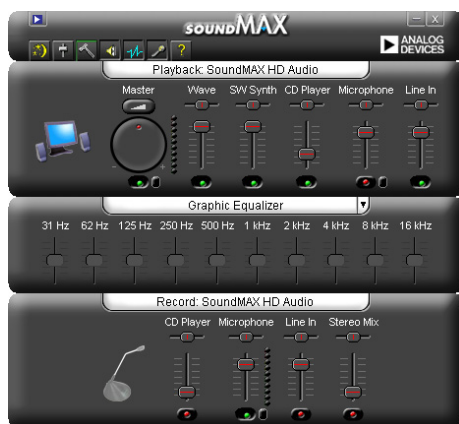 SOUNDMAX
– X
? ANALOG DEVICES
Playback: SoundMAX HD Audio
Master Wave SW Synth CD Player Microphone Line In
- +
Graphic Equalizer
31 Hz 62 Hz 125 Hz 250 Hz 500 Hz 1 kHz 2 kHz 4 kHz 8 kHz 16 kHz
Record: SoundMAX HD Audio
CD Player Microphone Line In Stereo Mix